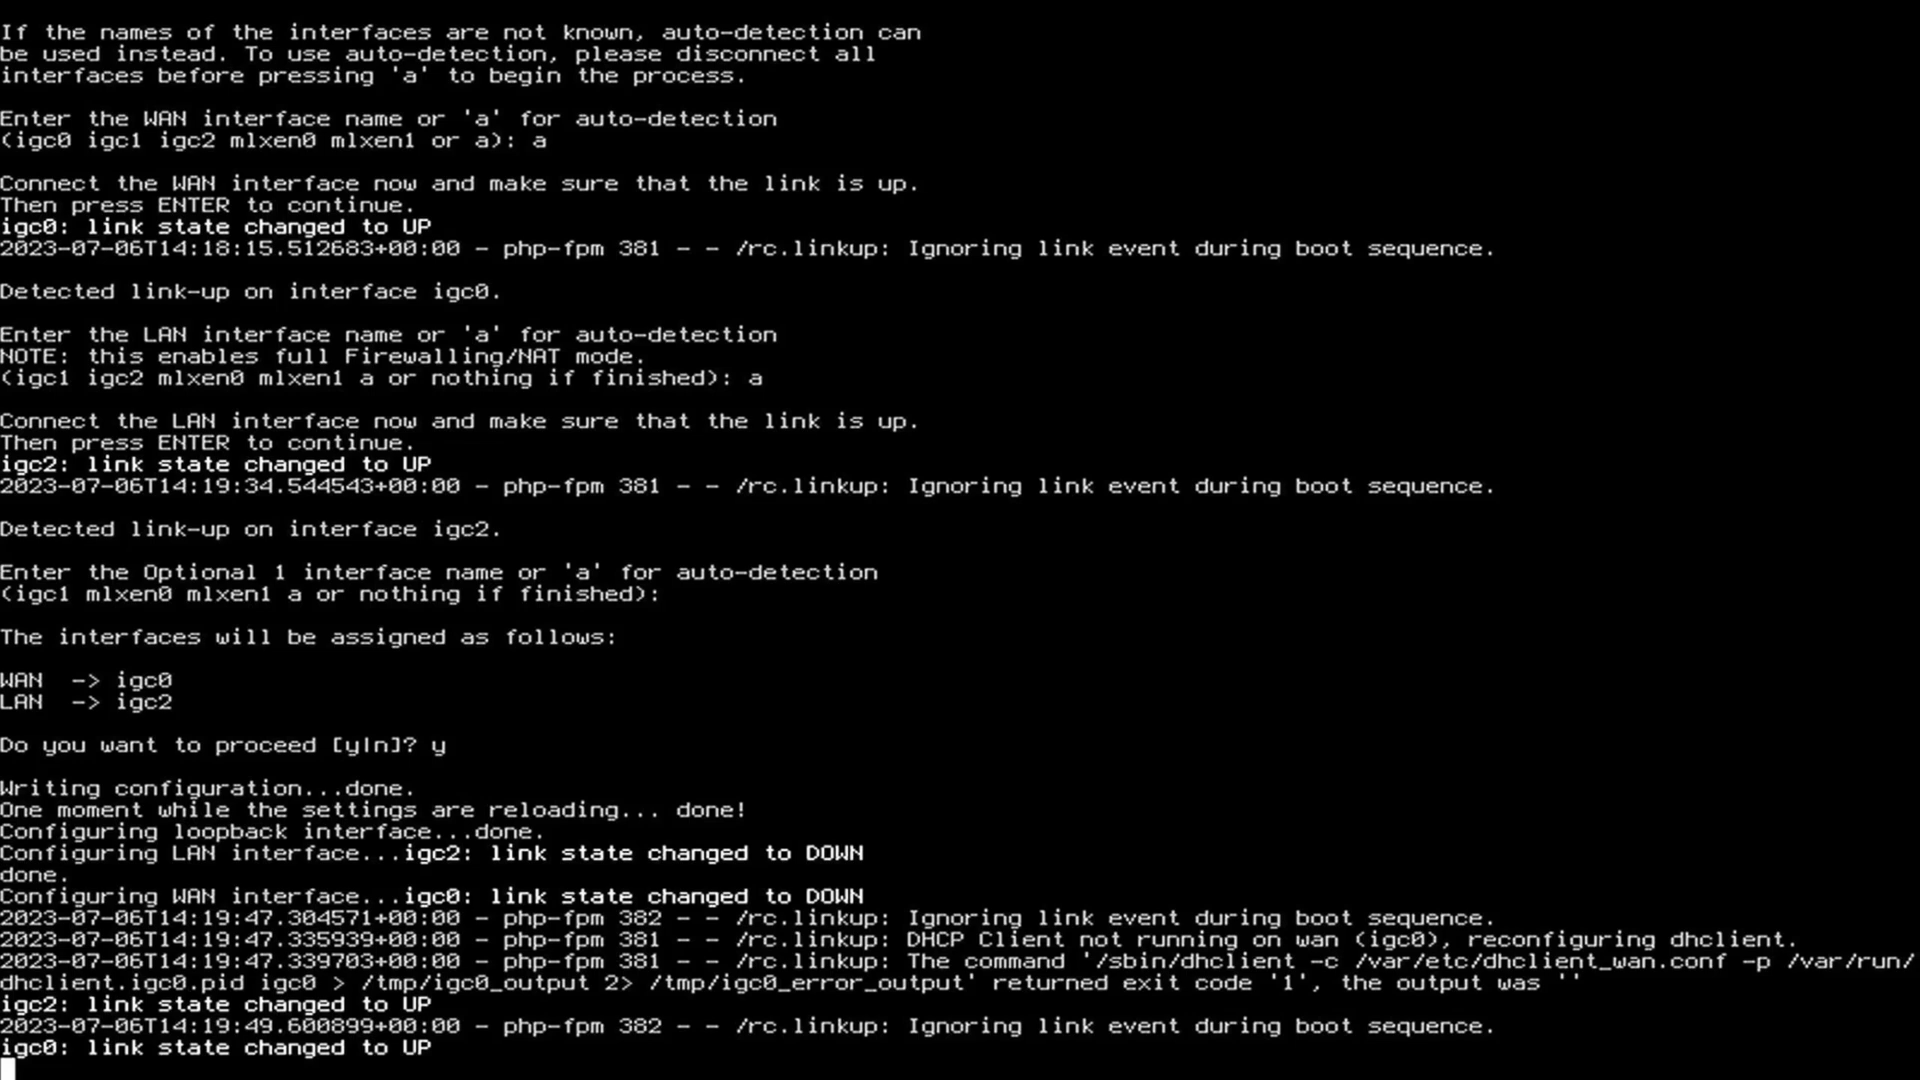 If the names of the interfaces are not known, auto-detection can
be used instead. To use auto-detection, please disconnect all
interfaces before pressing 'a' to begin the process.
Enter the WAN interface name or 'a' for auto-detection
(igc0 igc1 igc2 mlxen0 mlxen1 or a): a
Connect the WAN interface now and make sure that the link is up.
Then press ENTER to continue.
igc0: link state changed to UP
2023-07-06T14:18:15.512683+00:00 - php-fpm 381 - - /rc.linkup: Ignoring link event during boot sequence.
Detected link-up on interface igc0.
Enter the LAN interface name or 'a' for auto-detection
NOTE: this enables full Firewalling/NAT mode.
(igc1 igc2 mlxen0 mlxen1 a or nothing if finished): a
Connect the LAN interface now and make sure that the link is up.
Then press ENTER to continue.
igc2: link state changed to UP
2023-07-06T14:19:34.544543+00:00 - php-fpm 381 - - /rc.linkup: Ignoring link event during boot sequence.
Detected link-up on interface igc2.
Enter the Optional 1 interface name or 'a' for auto-detection
(igc1 mlxen0 mlxen1 a or nothing if finished):
The interfaces will be assigned as follows:
WAN  -> igc0
LAN  -> igc2
Do you want to proceed [y|n]? y
Writing configuration...done.
One moment while the settings are reloading... done!
Configuring loopback interface...done.
Configuring LAN interface...igc2: link state changed to DOWN
done.
Configuring WAN interface...igc0: link state changed to DOWN
2023-07-06T14:19:47.304571+00:00 - php-fpm 382 - - /rc.linkup: Ignoring link event during boot sequence.
2023-07-06T14:19:47.335939+00:00 - php-fpm 381 - - /rc.linkup: DHCP Client not running on wan (igc0), reconfiguring dhclient.
2023-07-06T14:19:47.339703+00:00 - php-fpm 381 - - /rc.linkup: The command '/sbin/dhclient -c /var/etc/dhclient_wan.conf -p /var/run/
dhclient.igc0.pid igc0 > /tmp/igc0_output 2> /tmp/igc0_error_output' returned exit code '1', the output was ''
igc2: link state changed to UP
2023-07-06T14:19:49.600899+00:00 - php-fpm 382 - - /rc.linkup: Ignoring link event during boot sequence.
igc0: link state changed to UP